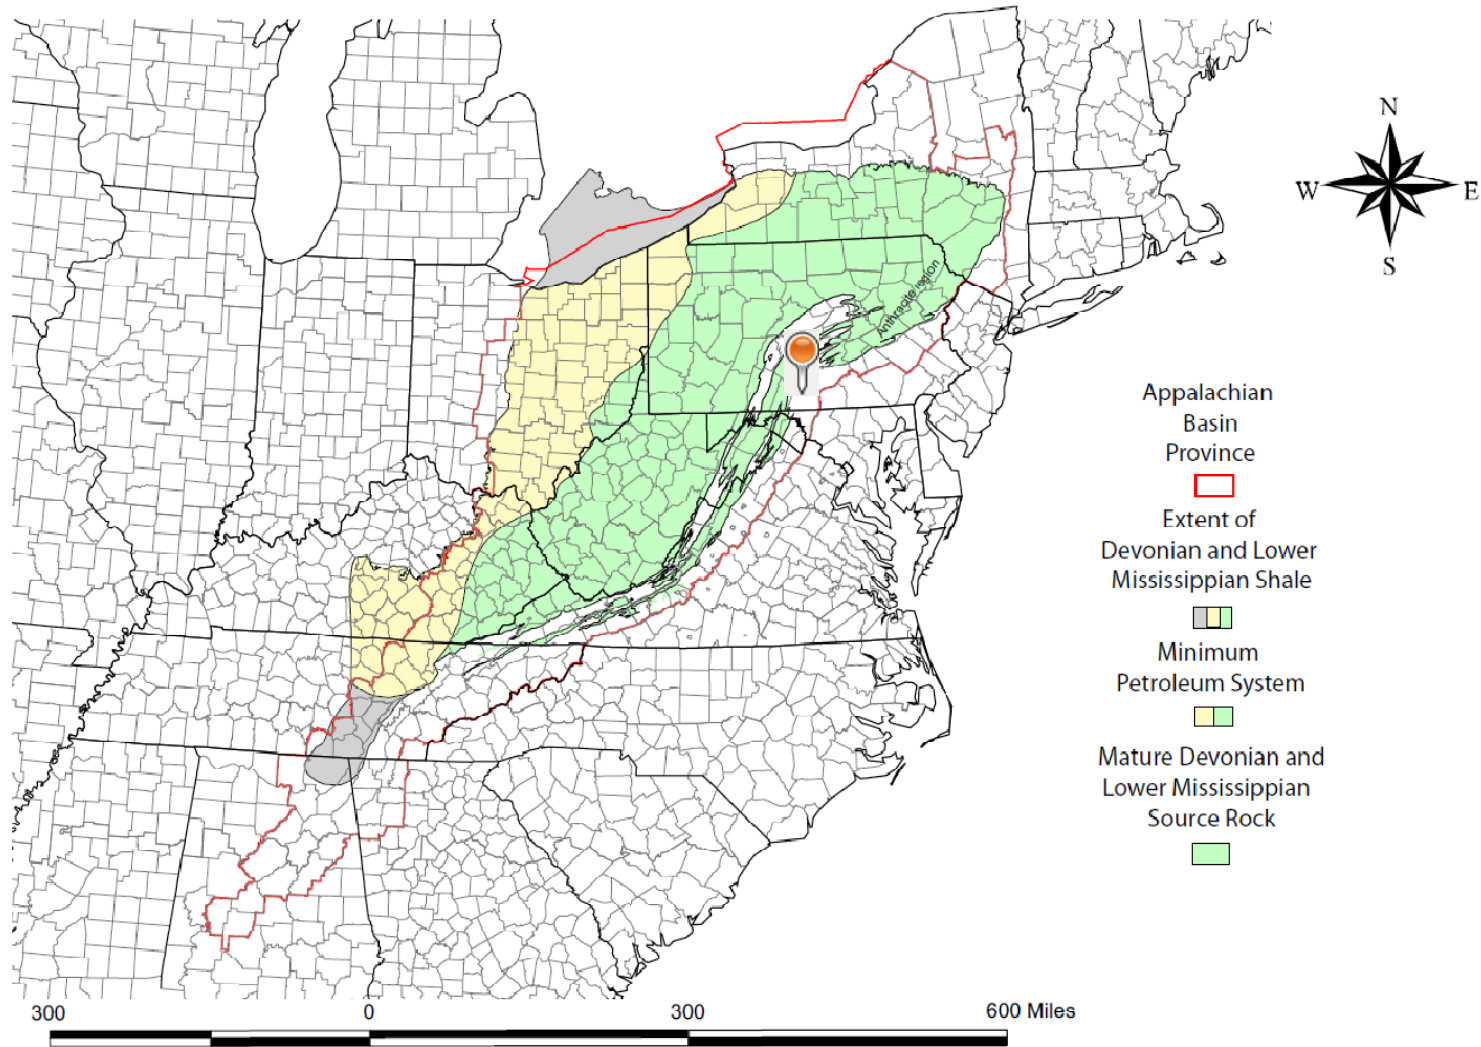 N
W
E
S
Anthracite region
Appalachian
Basin
Province
Extent of
Devonian and Lower
Mississippian Shale
Minimum
Petroleum System
Mature Devonian and
Lower Mississippian
Source Rock
300
0
300
600 Miles